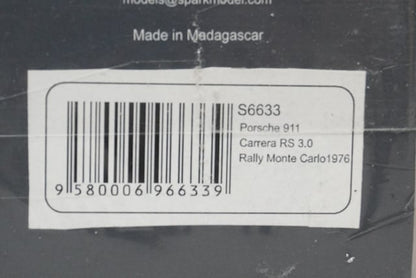 models@sparkmodel.com
Made in Madagascar
S6633
Porsche 911
Carrera RS 3.0
Rally Monte Carlo1976
9 580006 966339